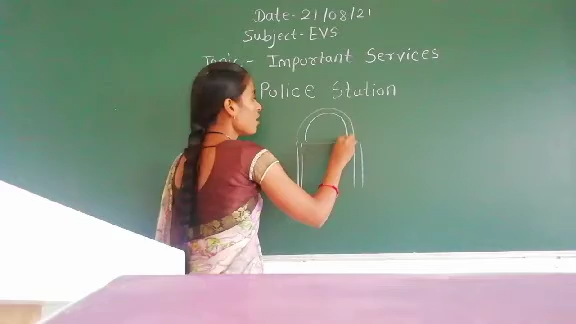 Date-21/08/21
Subject-EVS
Topic- Important Services
Police Station